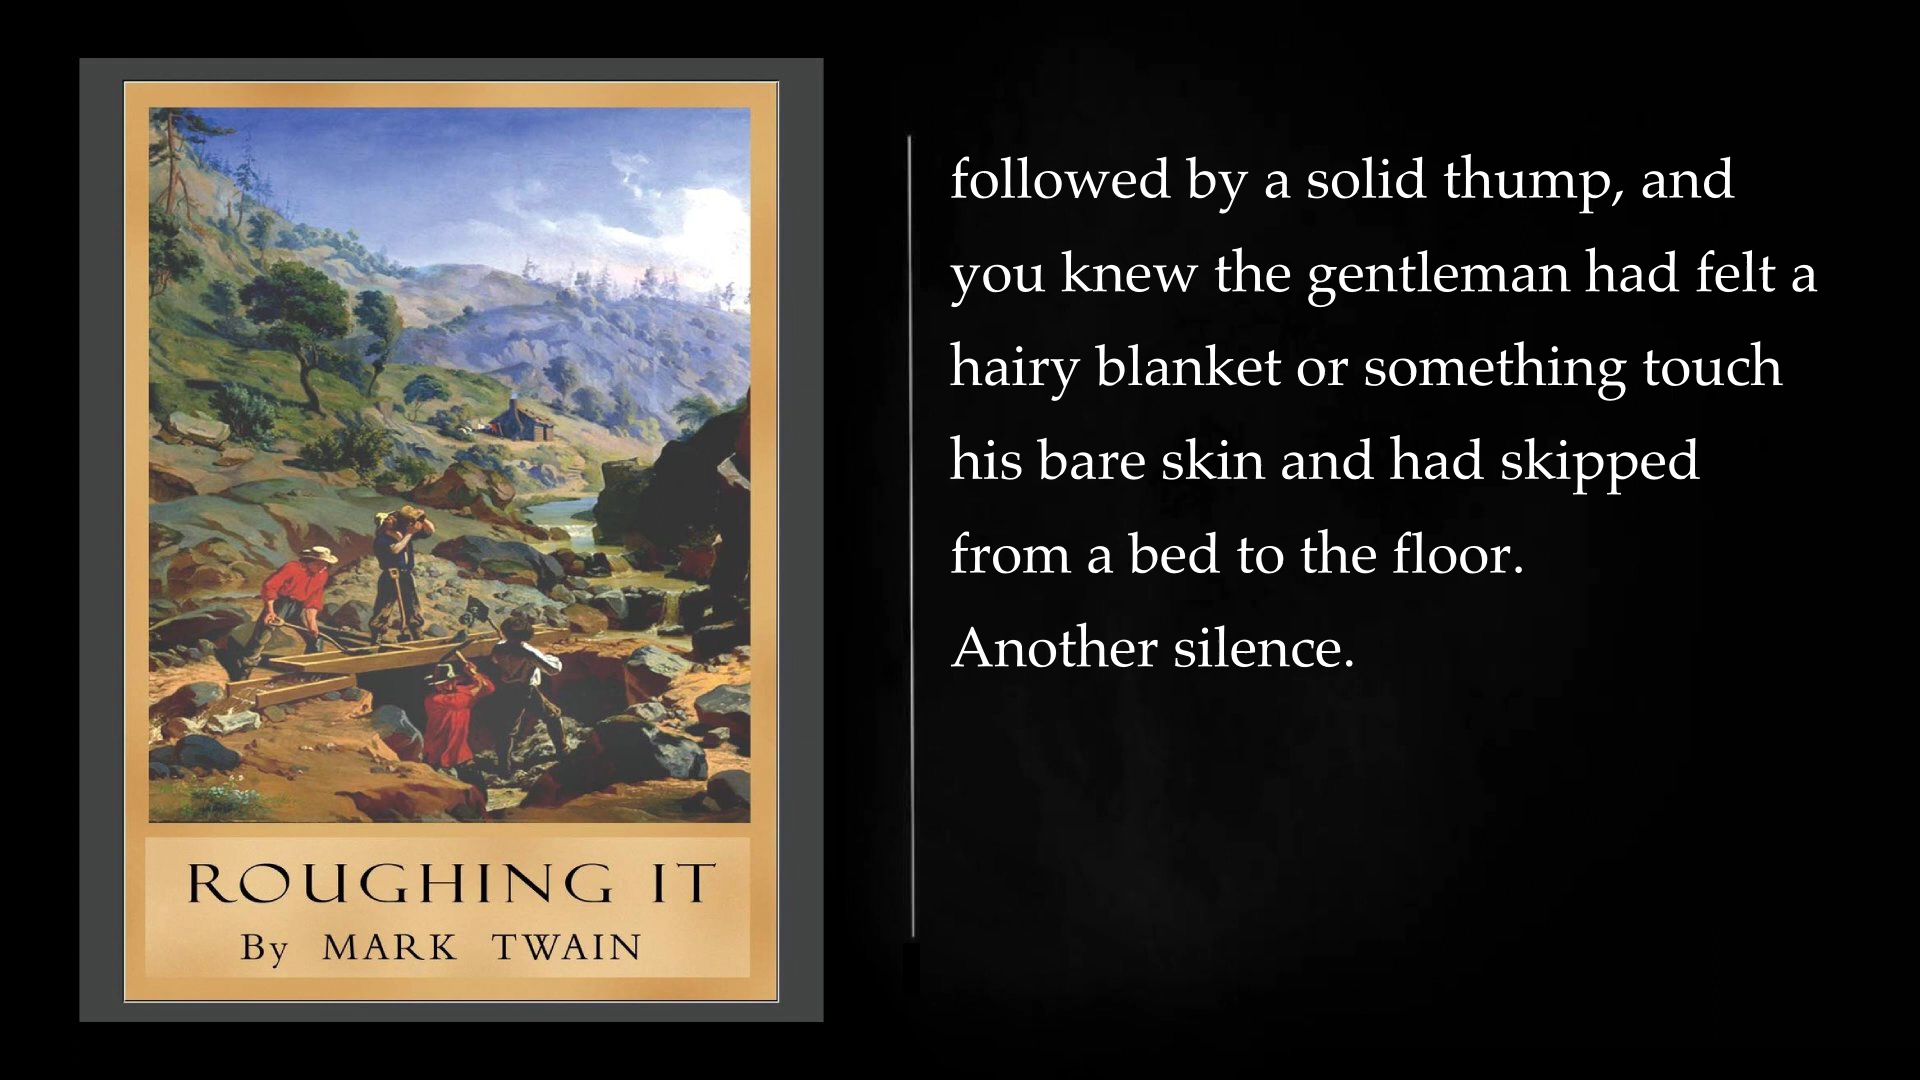 ROUGHING IT
By MARK TWAIN
followed by a solid thump, and
you knew the gentleman had felt a
hairy blanket or something touch
his bare skin and had skipped
from a bed to the floor.
Another silence.